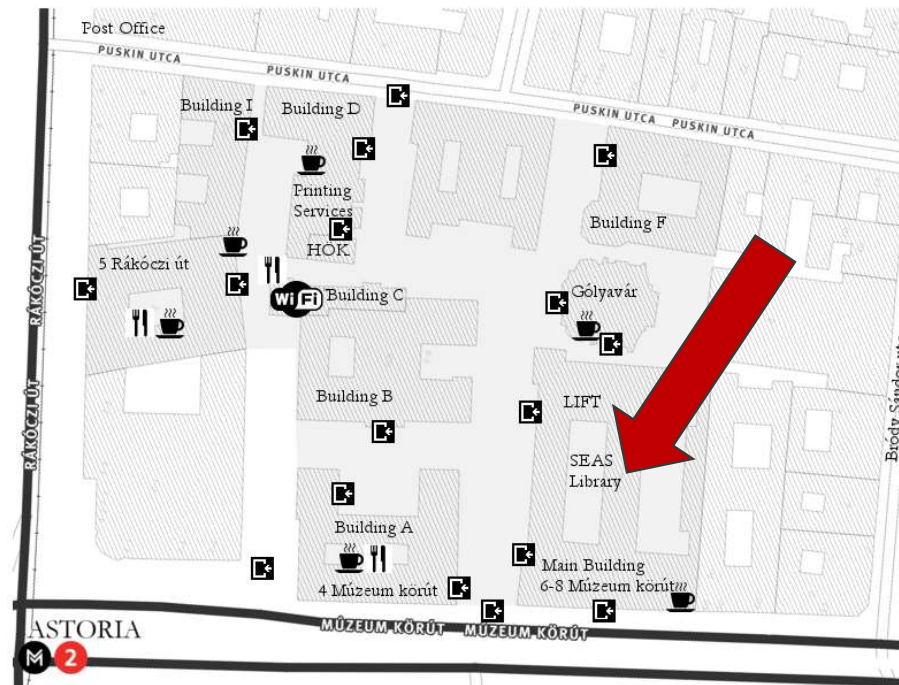 Post Office
PUSKIN UTCA
PUSKIN UTCA
PUSKIN UTCA PUSKIN UTCA
Building I
Building D
Printing
Services
HÖK
Building F
5 Rákóczi út
RÁKÓCZI ÚT
Wi Fi
Building C
Gólyavár
RÁKÓCZI ÚT
Building B
LIFT
Bródy Sándor
SEAS
Library
Building A
Main Building
4 Múzeum körút
6-8 Múzeum körút
ASTORIA
MÚZEUM KÖRÚT MÚZEUM KÖRÚT
M 2